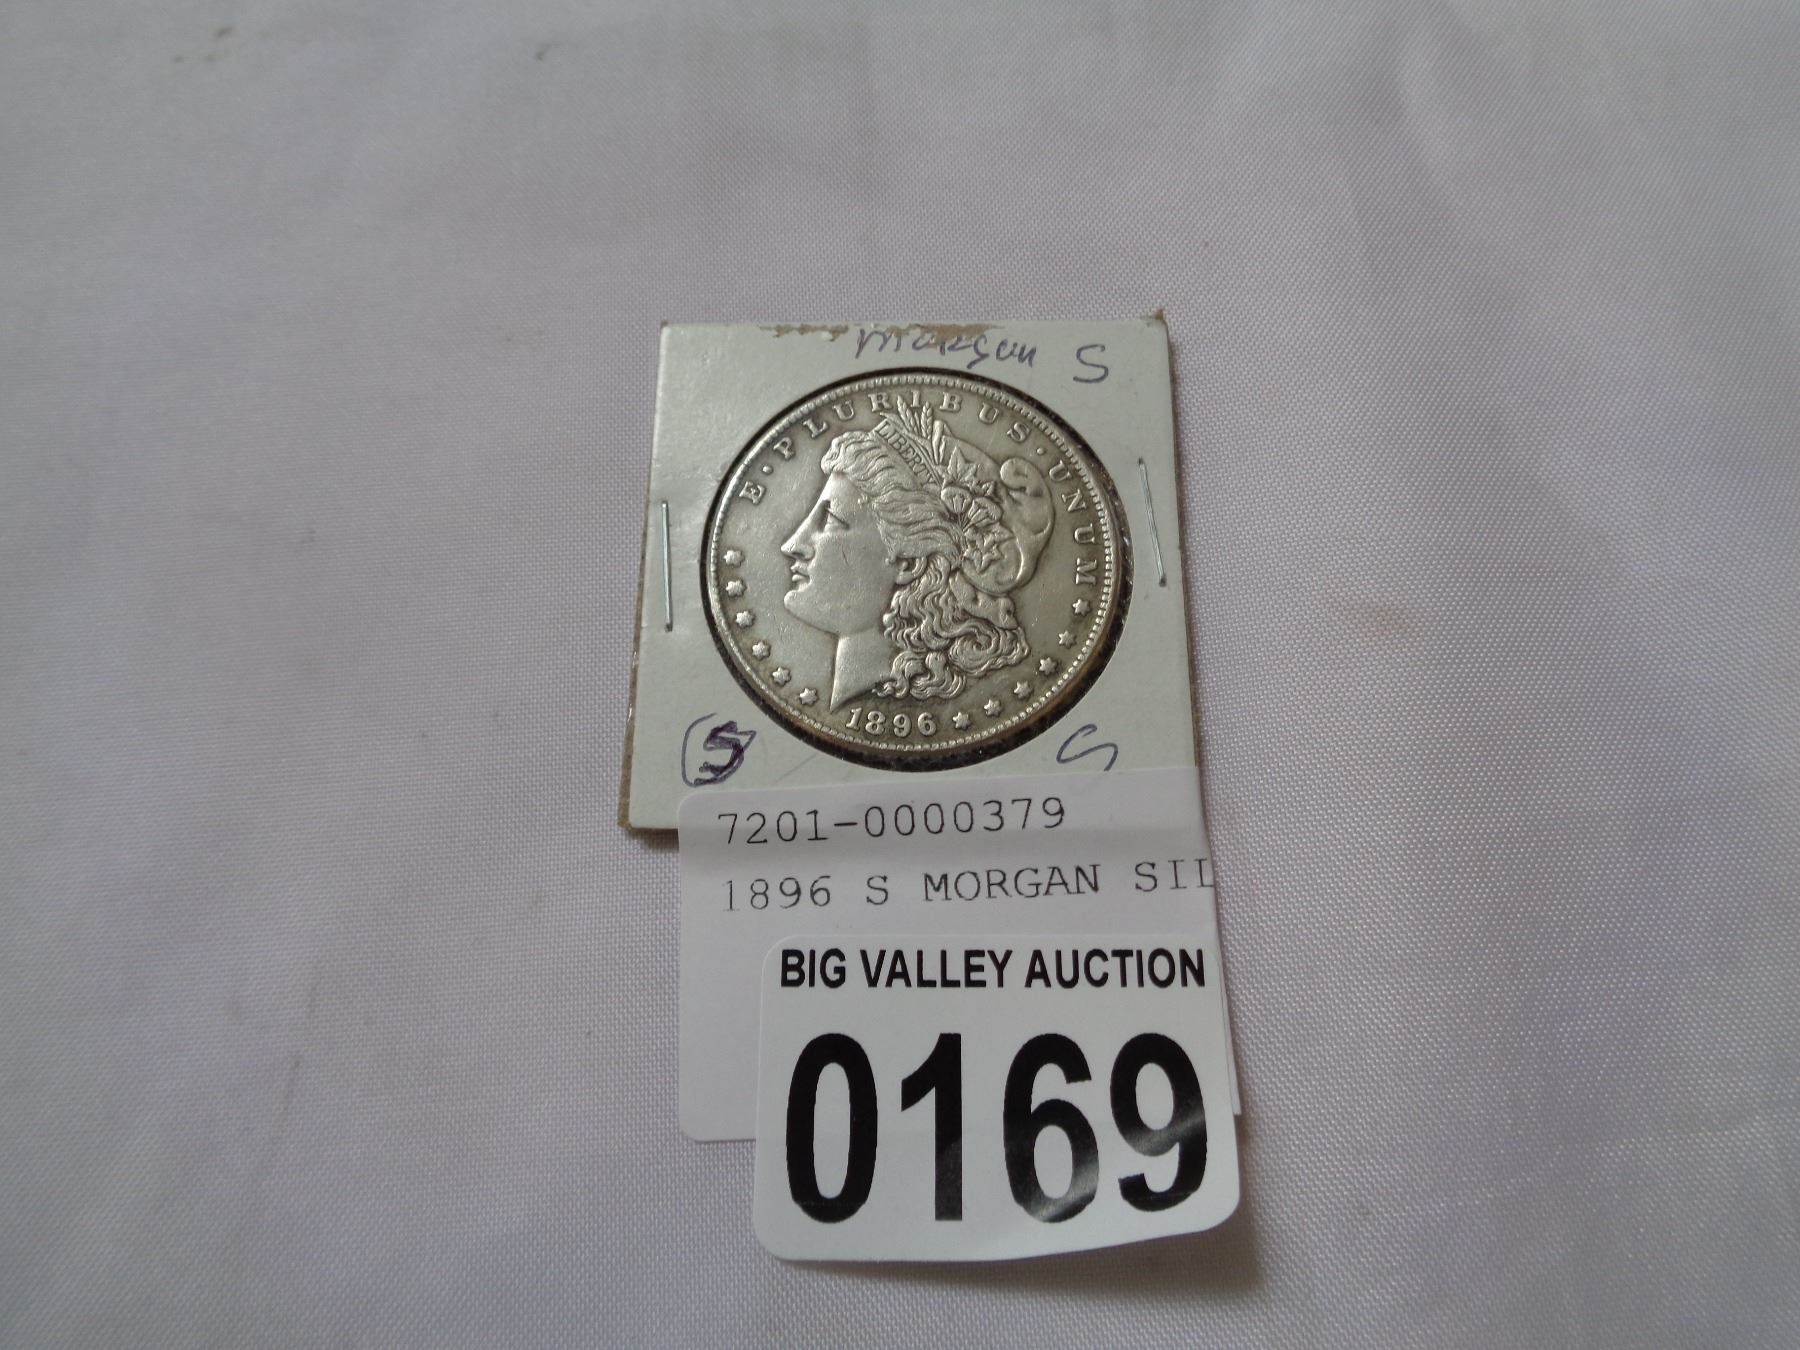 Morgan S
E · PLURIBUS · UNUM
LIBERTY
1896
S
S
7201-0000379
1896 S MORGAN SIL
BIG VALLEY AUCTION
0169